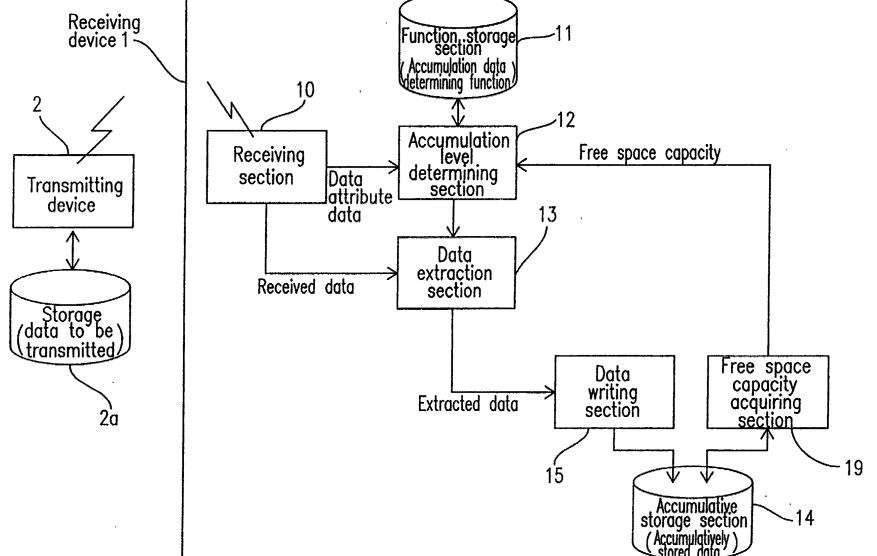 Receiving
device 1
2
Transmitting
device
Storage
(data to be
transmitted)
2a
10
Receiving
section
Data
attribute
data
Received data
Function storage
section
(Accumulation data
determining function)
11
Accumulation
level
determining
section
12
Free space capacity
Data
extraction
section
13
Extracted data
Data
writing
section
15
Free space
capacity
acquiring
section
19
Accumulative
storage section
(Accumulatively
stored data)
14